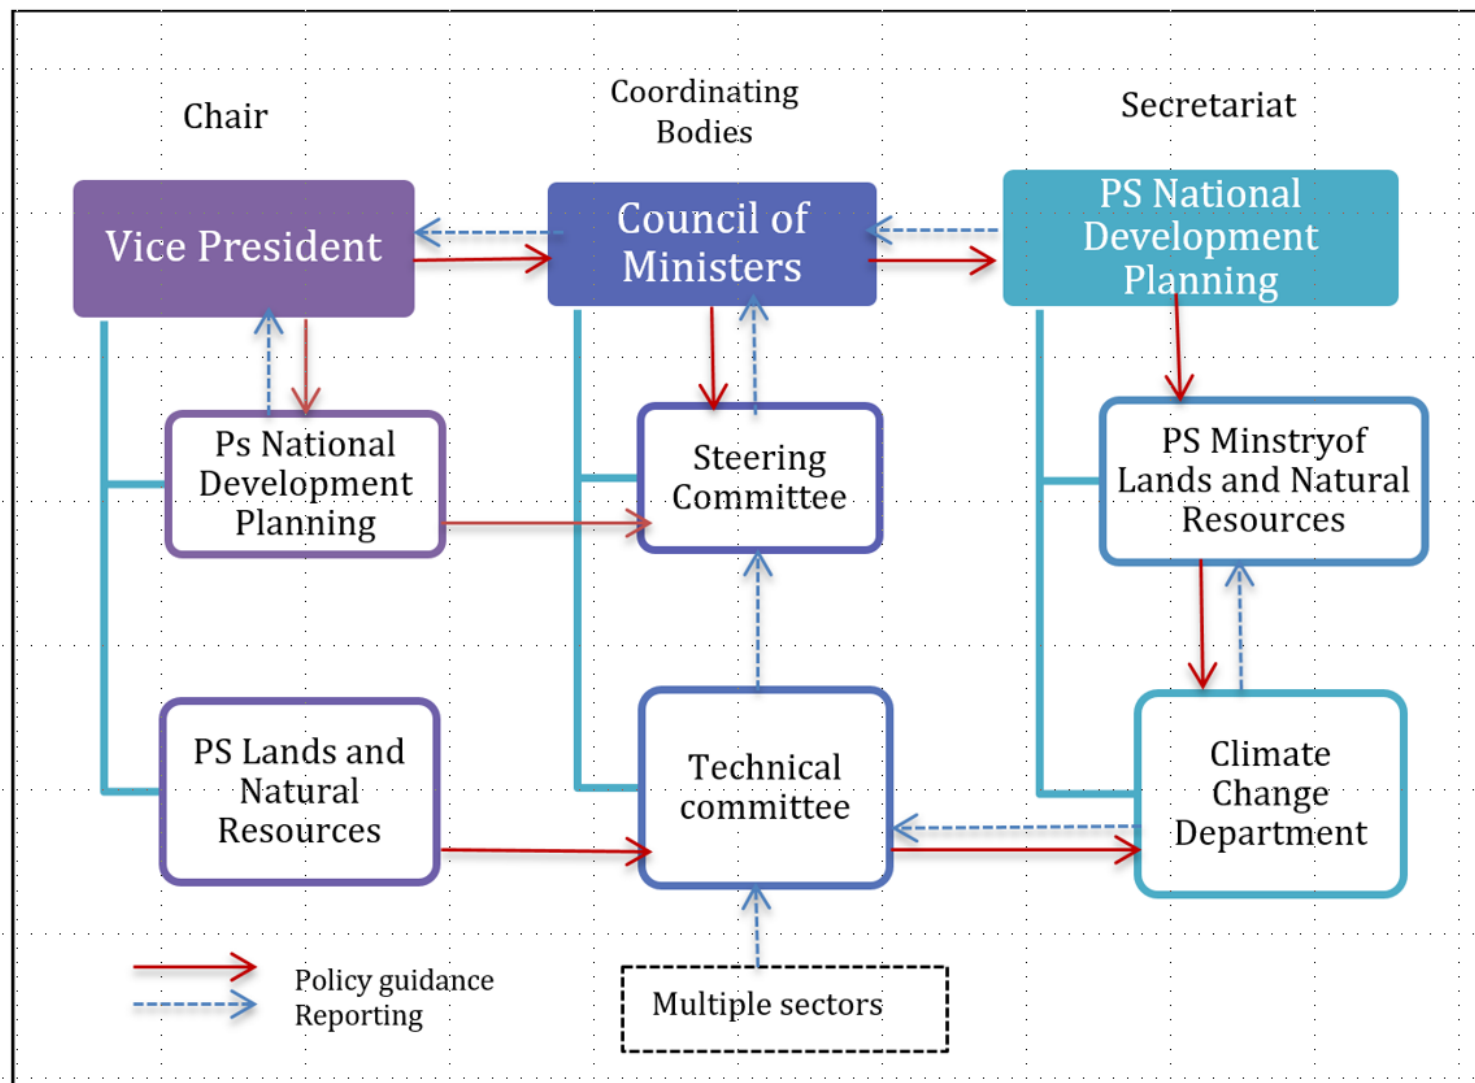 Chair
Coordinating
Bodies
Secretariat
Vice President
Council of
Ministers
PS National
Development
Planning
Ps National
Development
Planning
Steering
Committee
PS Minstryof
Lands and Natural
Resources
PS Lands and
Natural
Resources
Technical
committee
Climate
Change
Department
Policy guidance
Reporting
Multiple sectors